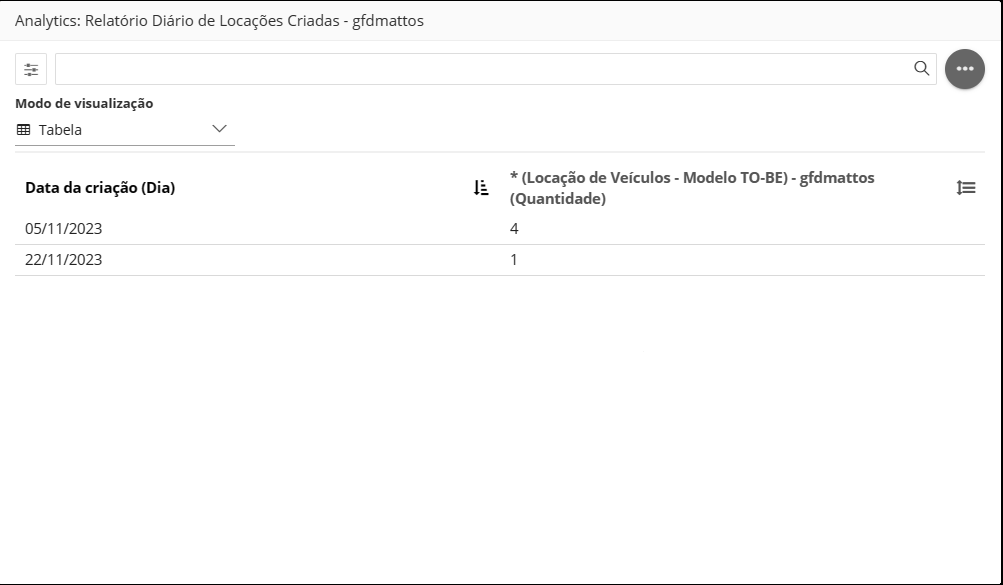 Analytics: Relatório Diário de Locações Criadas - gfdmattos
Modo de visualização
Tabela
Data da criação (Dia)
* (Locação de Veículos - Modelo TO-BE) - gfdmattos
(Quantidade)
05/11/2023 4
22/11/2023 1